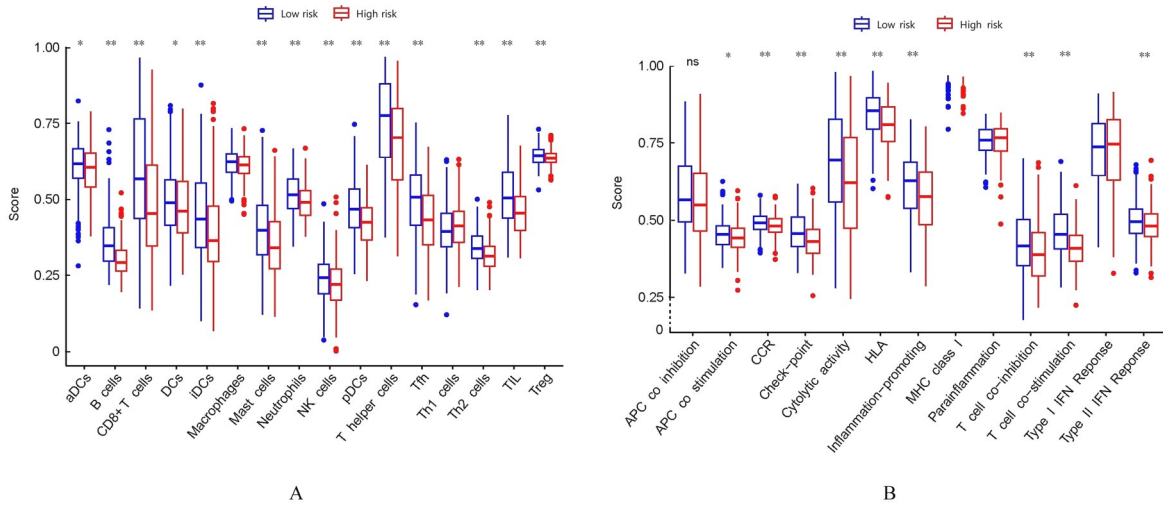 Low risk High risk
* ** ** * ** ** ** ** ** ** ** ** ** **
1.00
0.75
0.50
0.25
0
Score
aDCs
B cells
CD8+ T cells
DCs
iDCs
Macrophages
Mast cells
Neutrophils
NK cells
pDCs
T helper cells
Tfh
Th1 cells
Th2 cells
TIL
Treg
A
Low risk High risk
ns * ** ** ** ** ** ** ** **
1.00
0.75
0.50
0.25
0
Score
APC co inhibition
APC co stimulation
CCR
Check-point
Cytolytic activity
HLA
Inflammation-promoting
MHC class I
Parainflammation
T cell co-inhibition
T cell co-stimulation
Type I IFN Reponse
Type II IFN Reponse
B